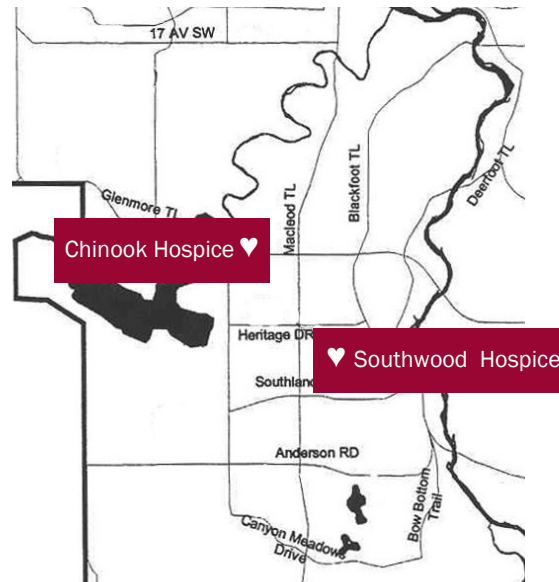 17 AV SW
Glenmore TL
Macleod TL
Blackfoot TL
Deerfoot TL
Chinook Hospice ♥
Heritage DR
♥ Southwood Hospice
Southland
Anderson RD
Canyon Meadows
Drive
Bow Bottom
Trail